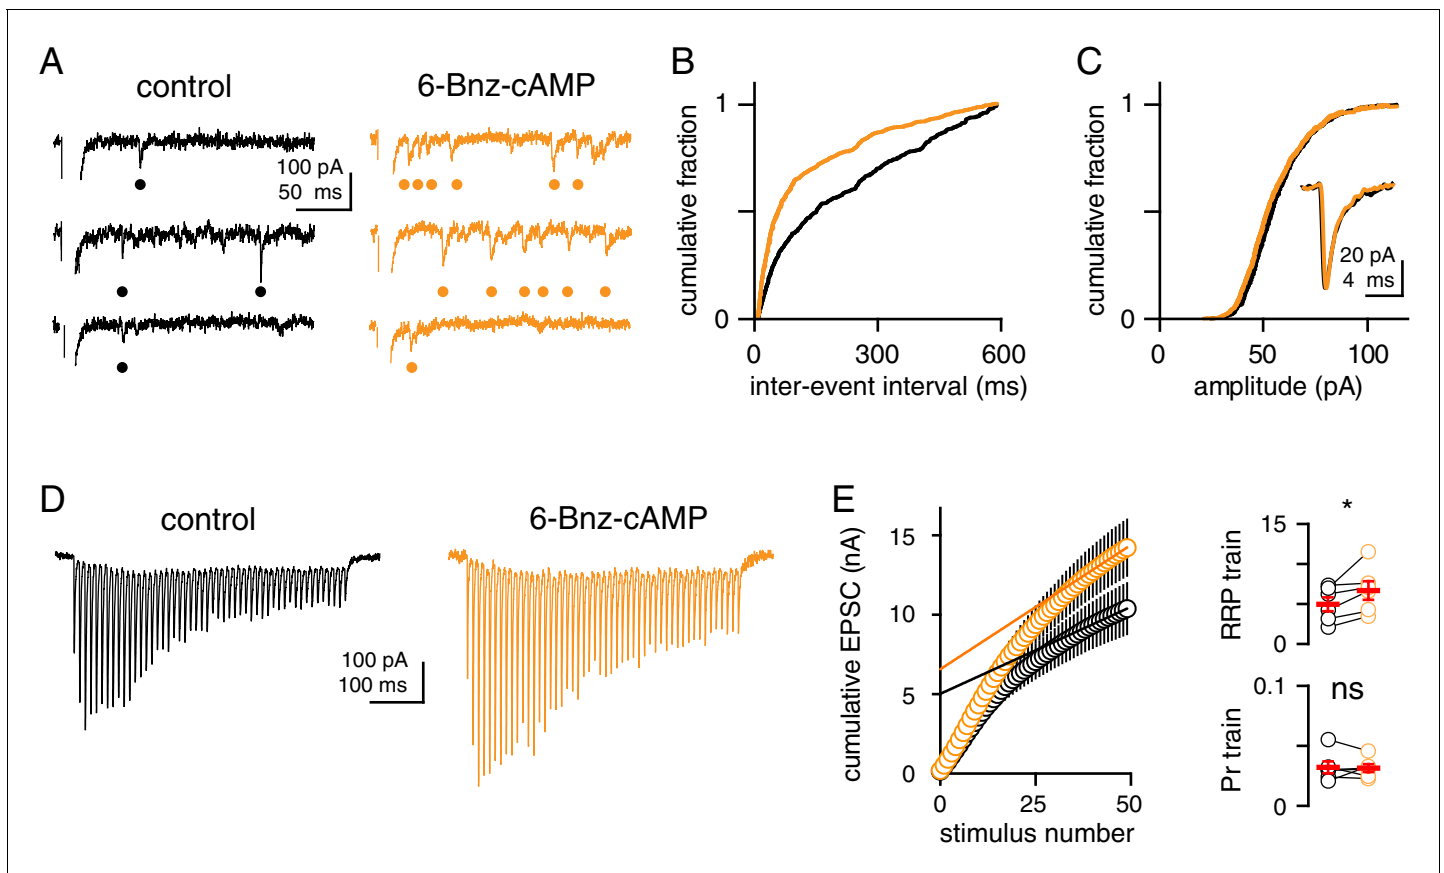 A
control
6-Bnz-cAMP
100 pA
50 ms
B
cumulative fraction
1
0
0
300
600
inter-event interval (ms)
C
cumulative fraction
1
0
20 pA
4 ms
0
50
100
amplitude (pA)
D
control
6-Bnz-cAMP
100 pA
100 ms
E
cumulative EPSC (nA)
15
10
5
0
0
25
50
stimulus number
*
RRP train
15
0
ns
Pr train
0.1
0